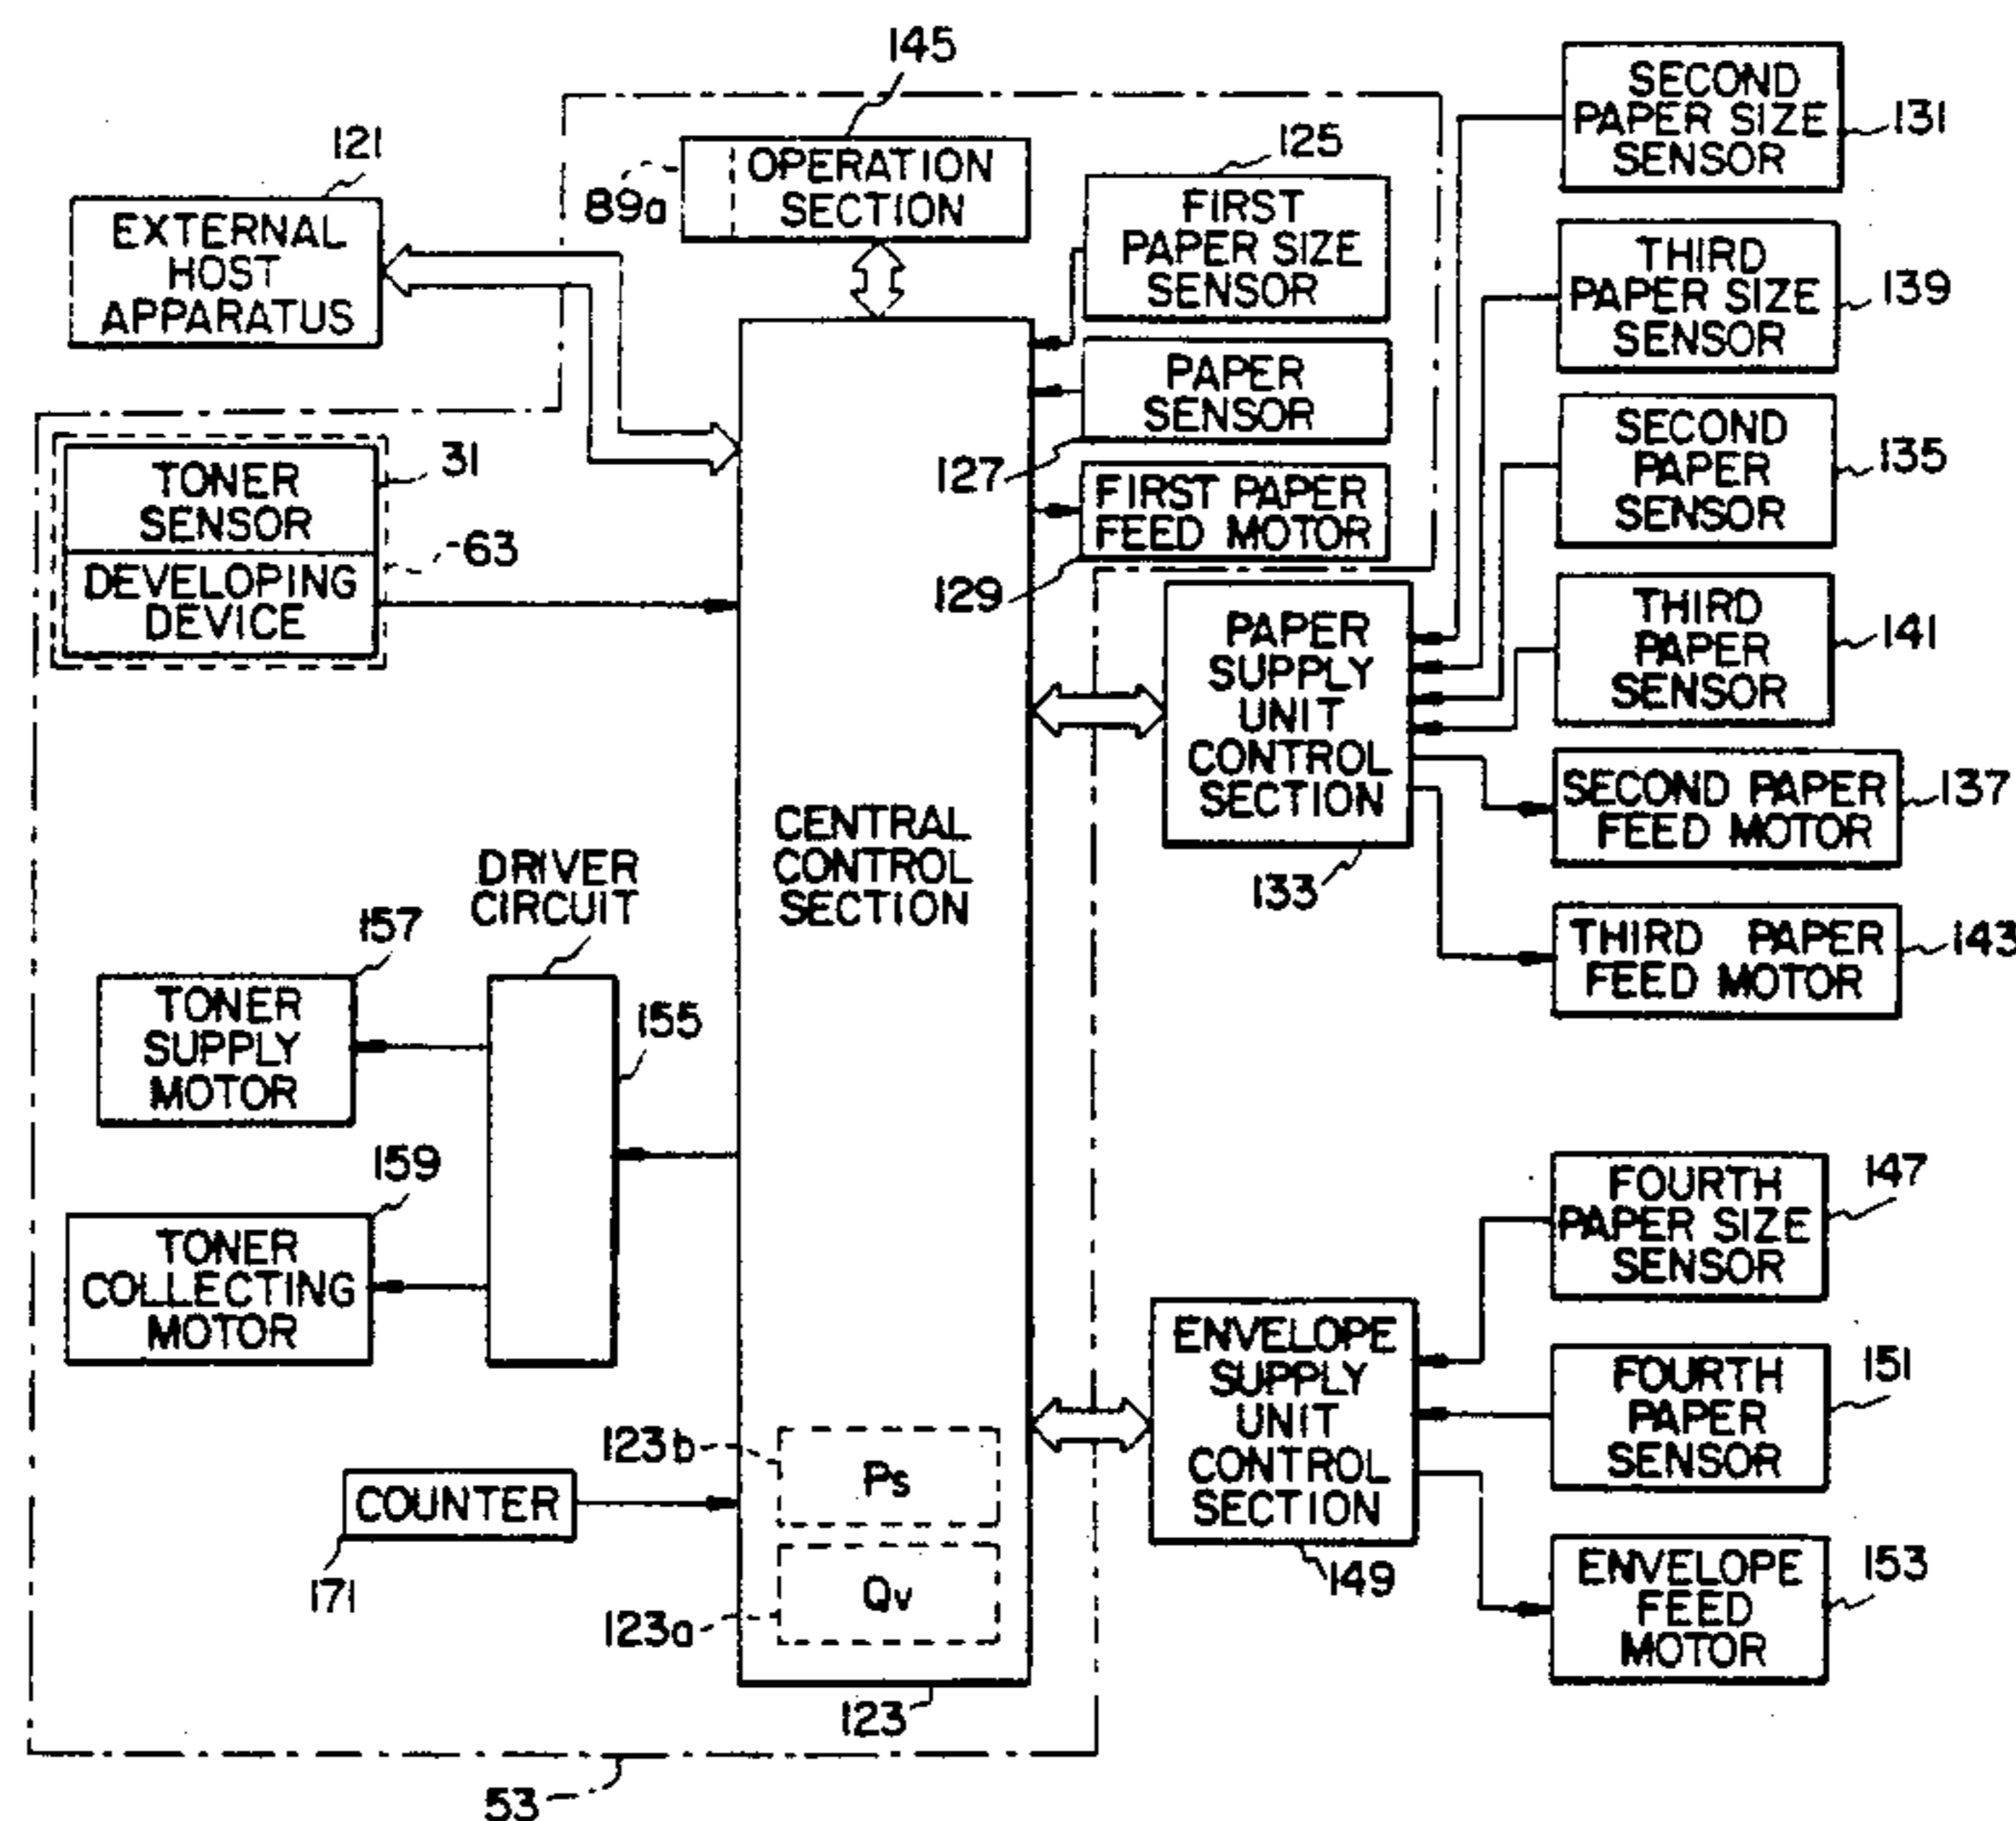 145
121
EXTERNAL
HOST
APPARATUS
89a
OPERATION
SECTION
125
FIRST
PAPER SIZE
SENSOR
PAPER
SENSOR
127
FIRST PAPER
FEED MOTOR
129
SECOND
PAPER SIZE
SENSOR
131
THIRD
PAPER SIZE
SENSOR
139
SECOND
PAPER
SENSOR
135
THIRD
PAPER
SENSOR
141
SECOND PAPER
FEED MOTOR
137
THIRD PAPER
FEED MOTOR
143
PAPER
SUPPLY
UNIT
CONTROL
SECTION
133
TONER
SENSOR
31
DEVELOPING
DEVICE
63
CENTRAL
CONTROL
SECTION
DRIVER
CIRCUIT
155
157
TONER
SUPPLY
MOTOR
159
TONER
COLLECTING
MOTOR
COUNTER
171
123b
Ps
123a
Qv
123
ENVELOPE
SUPPLY
UNIT
CONTROL
SECTION
149
FOURTH
PAPER SIZE
SENSOR
147
FOURTH
PAPER
SENSOR
151
ENVELOPE
FEED
MOTOR
153
53